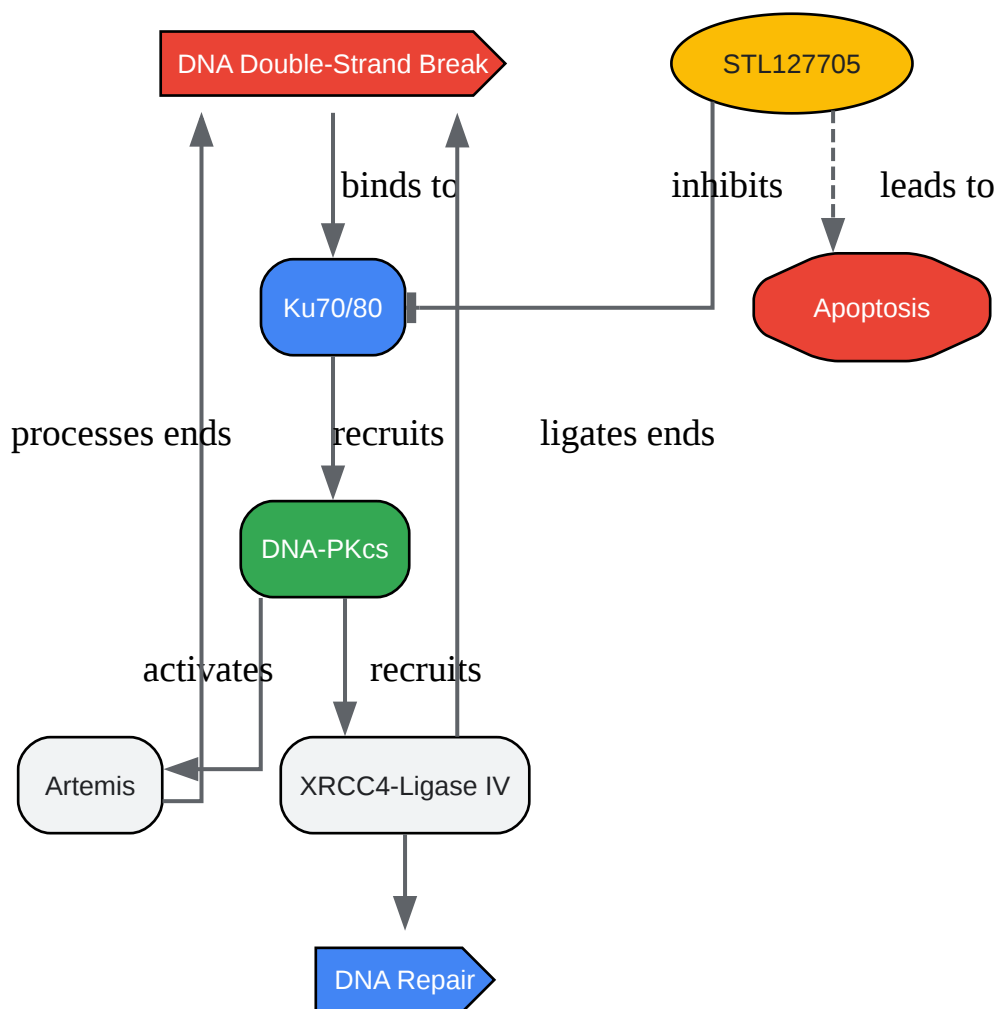 DNA Double-Strand Break
STL127705
binds to
inhibits
leads to
Ku70/80
Apoptosis
processes ends
recruits
ligates ends
DNA-PKcs
activates
recruits
Artemis
XRCC4-Ligase IV
DNA Repair